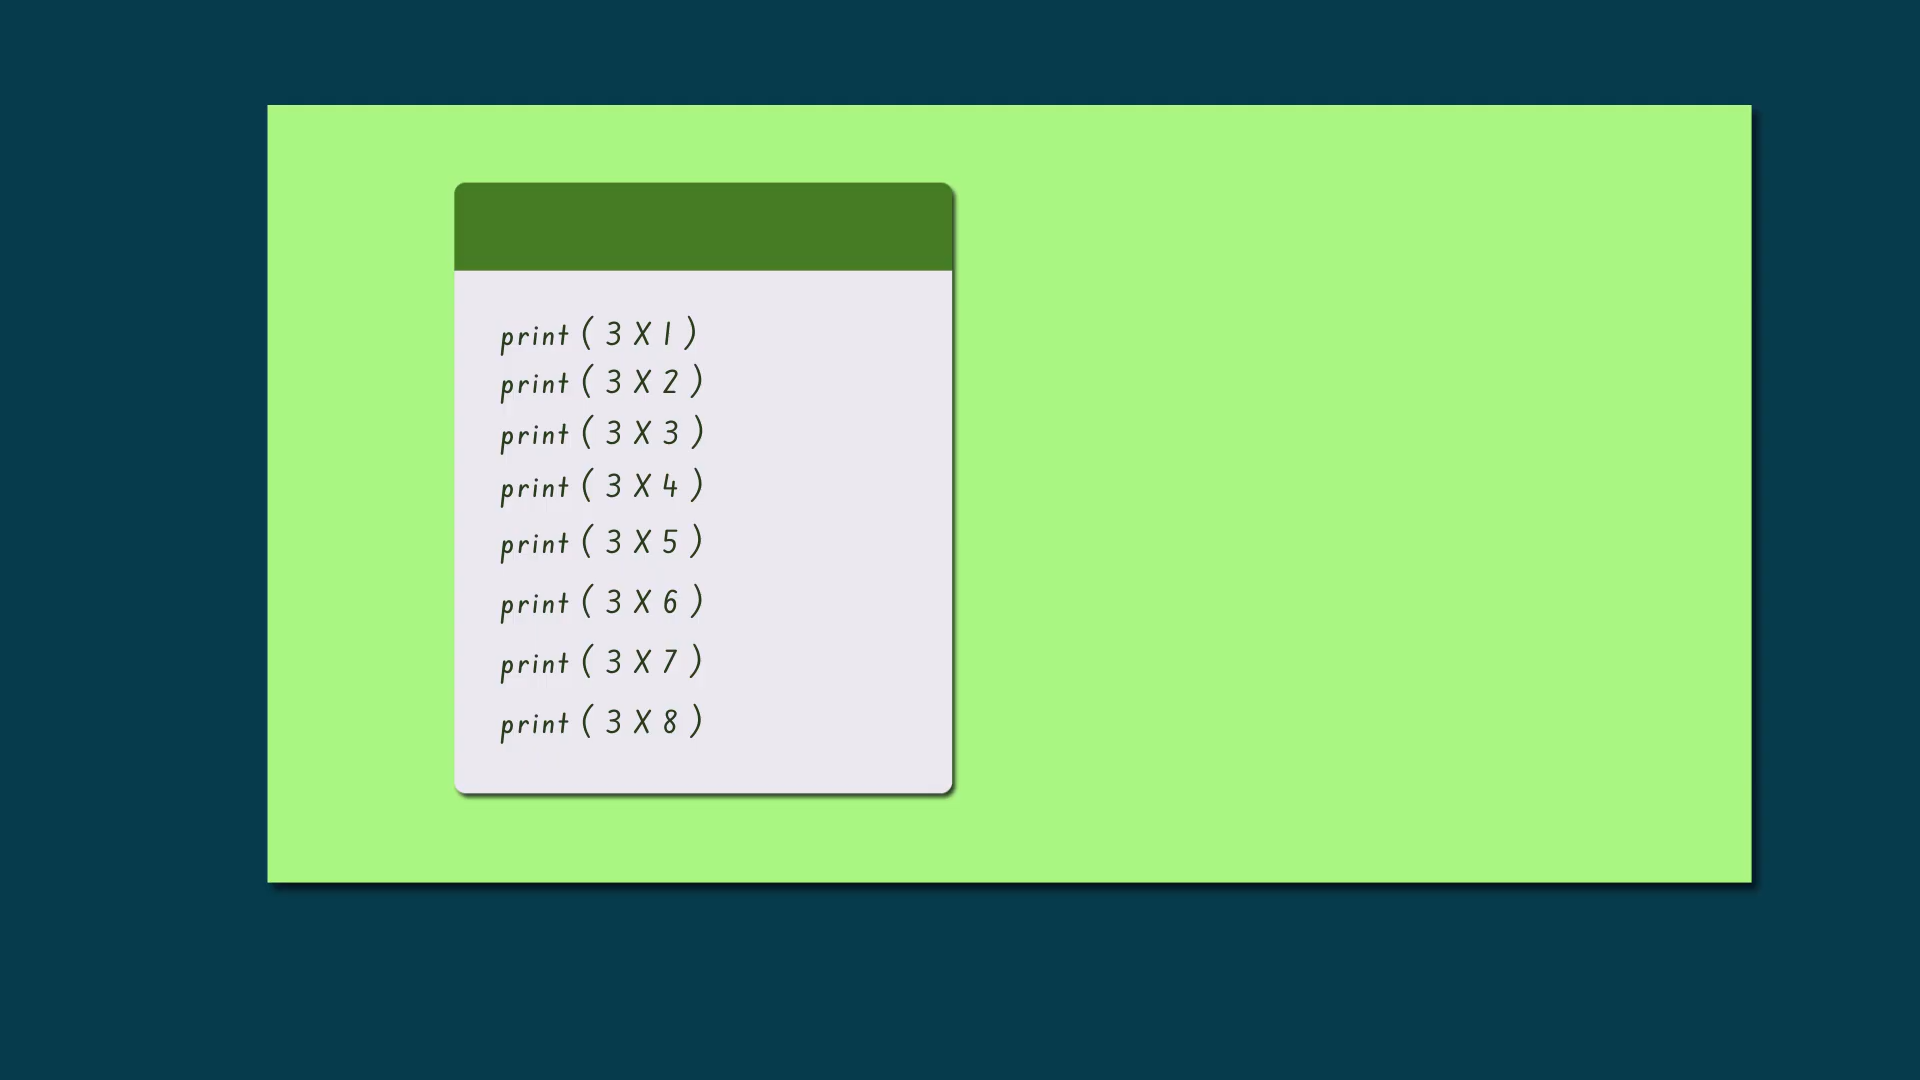 print ( 3 X 1 )
print ( 3 X 2 )
print ( 3 X 3 )
print ( 3 X 4 )
print ( 3 X 5 )
print ( 3 X 6 )
print ( 3 X 7 )
print ( 3 X 8 )